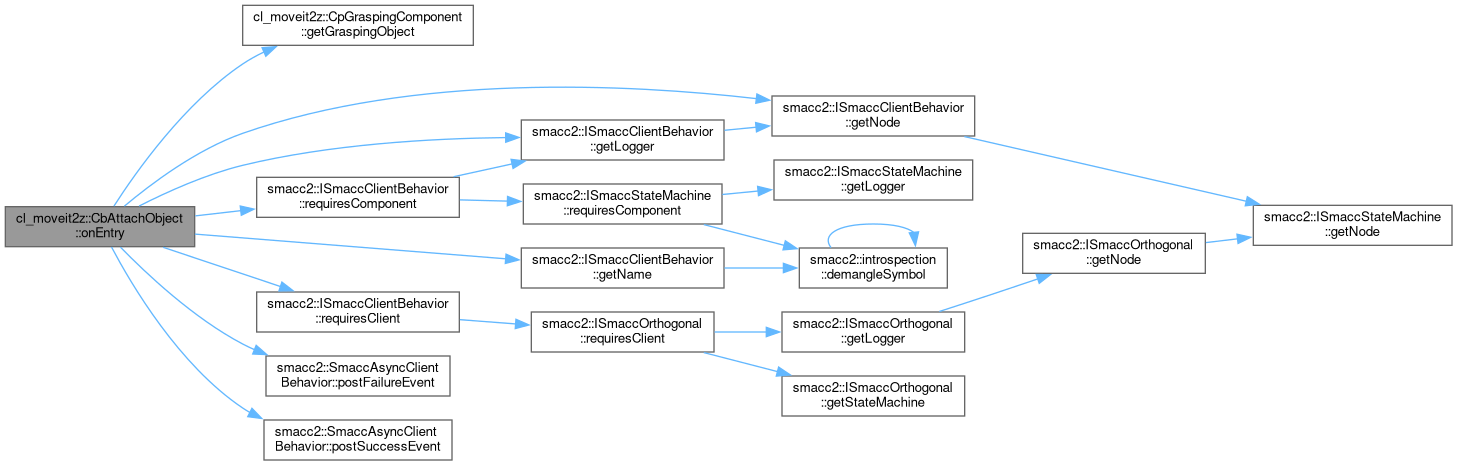 cl_moveit2z::CpGraspingComponent
::getGraspingObject
smacc2::ISmaccClientBehavior
::getNode
smacc2::ISmaccClientBehavior
::getLogger
smacc2::ISmaccStateMachine
::getLogger
smacc2::ISmaccClientBehavior
::requiresComponent
smacc2::ISmaccStateMachine
::requiresComponent
cl_moveit2z::CbAttachObject
::onEntry
smacc2::ISmaccStateMachine
::getNode
smacc2::ISmaccOrthogonal
::getNode
smacc2::ISmaccClientBehavior
::getName
smacc2::introspection
::demangleSymbol
smacc2::ISmaccClientBehavior
::requiresClient
smacc2::ISmaccOrthogonal
::requiresClient
smacc2::ISmaccOrthogonal
::getLogger
smacc2::SmaccAsyncClient
Behavior::postFailureEvent
smacc2::ISmaccOrthogonal
::getStateMachine
smacc2::SmaccAsyncClient
Behavior::postSuccessEvent